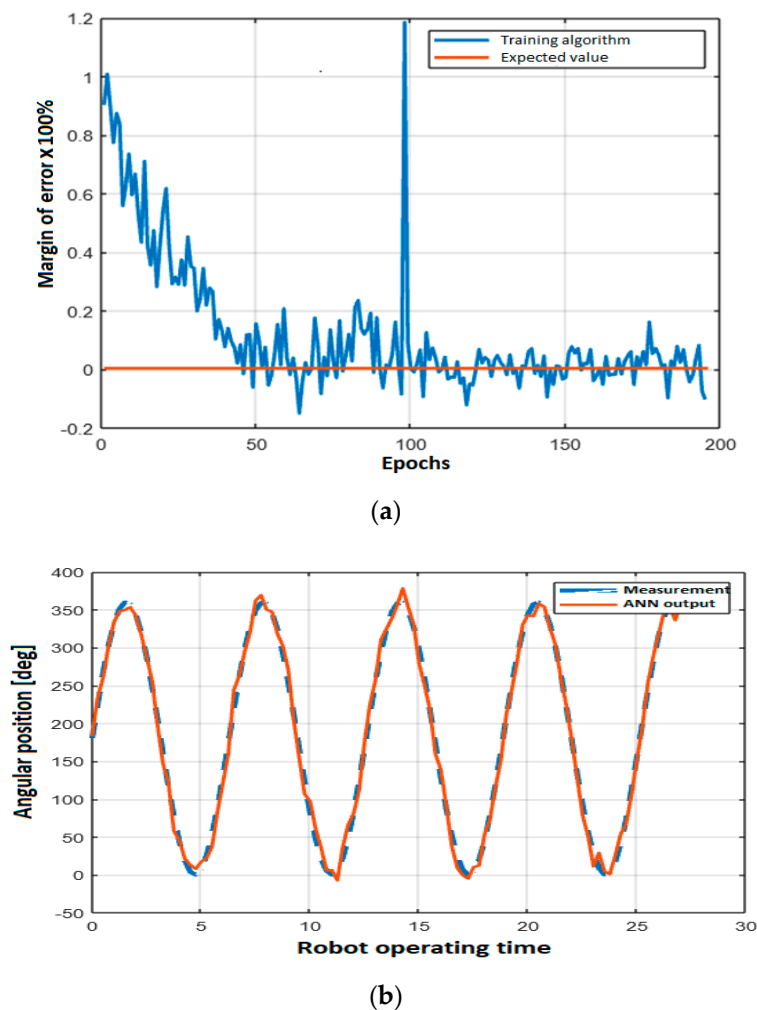 1.2
1
0.8
0.6
0.4
0.2
0
-0.2
Margin of error x 100%
Training algorithm
Expected value
0 50 100 150 200
Epochs
(a)
400
350
300
250
200
150
100
50
0
-50
Angular position [deg]
Measurement
ANN output
0 5 10 15 20 25 30
Robot operating time
(b)